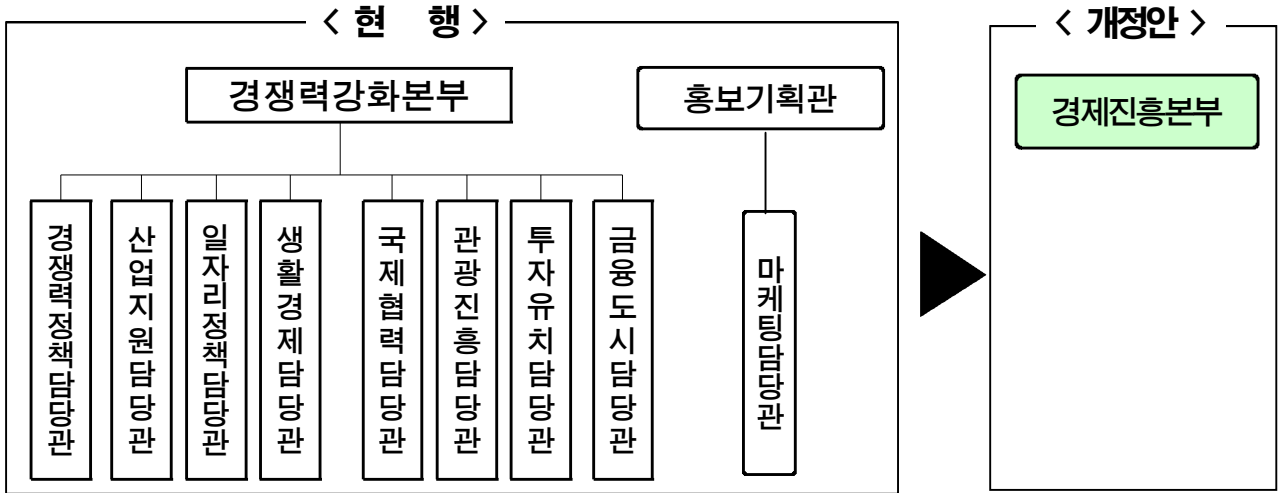 < 현 행 >
< 개정안 >
경쟁력강화본부
홍보기획관
경제진흥본부
경쟁력정책담당관
산업지원담당관
일자리정책담당관
생활경제담당관
국제협력담당관
관광진흥담당관
투자유치담당관
금융도시담당관
마케팅담당관